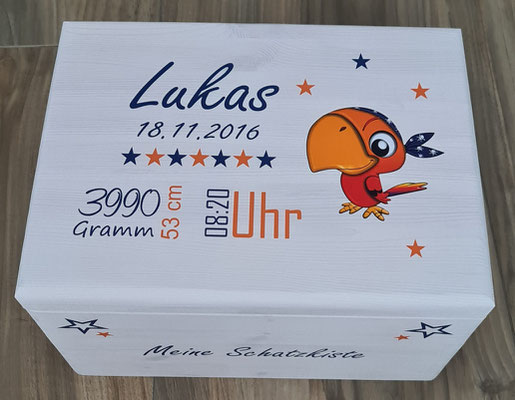 Lukas
18.11.2016
3990
Gramm
53 cm
08:20
Uhr
Meine Schatzkiste